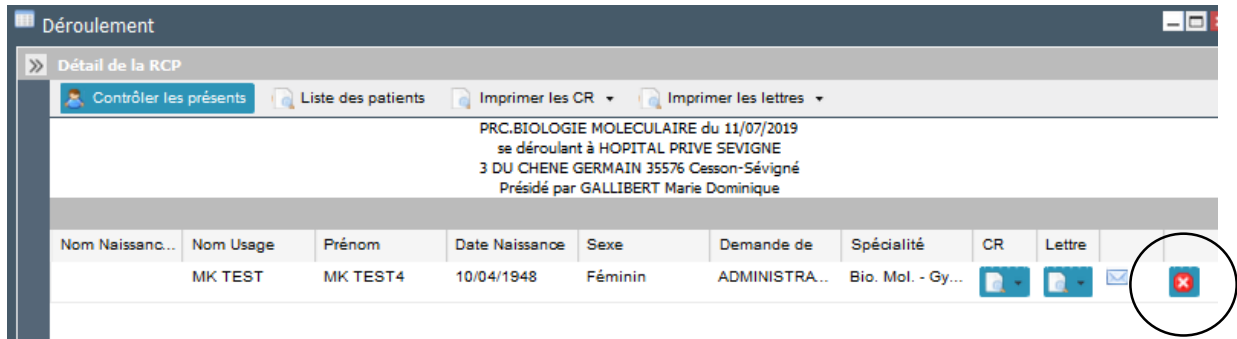 Déroulement
Détail de la RCP
Contrôler les présents Liste des patients Imprimer les CR Imprimer les lettres
PRC.BIOLOGIE MOLECULAIRE du 11/07/2019
se déroulant à HOPITAL PRIVE SEVIGNE
3 DU CHENE GERMAIN 35576 Cesson-Sévigné
Présidé par GALLIBERT Marie Dominique
Nom Naissanc... Nom Usage Prénom Date Naissance Sexe Demande de Spécialité CR Lettre
MK TEST MK TEST4 10/04/1948 Féminin ADMINISTRA... Bio. Mol. - Gy...